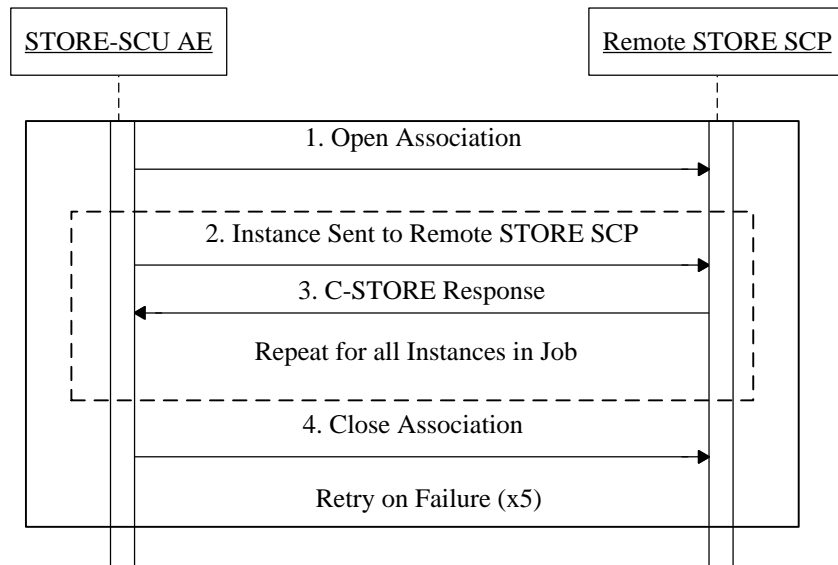 STORE-SCU AE
Remote STORE SCP
1. Open Association
2. Instance Sent to Remote STORE SCP
3. C-STORE Response
Repeat for all Instances in Job
4. Close Association
Retry on Failure (x5)